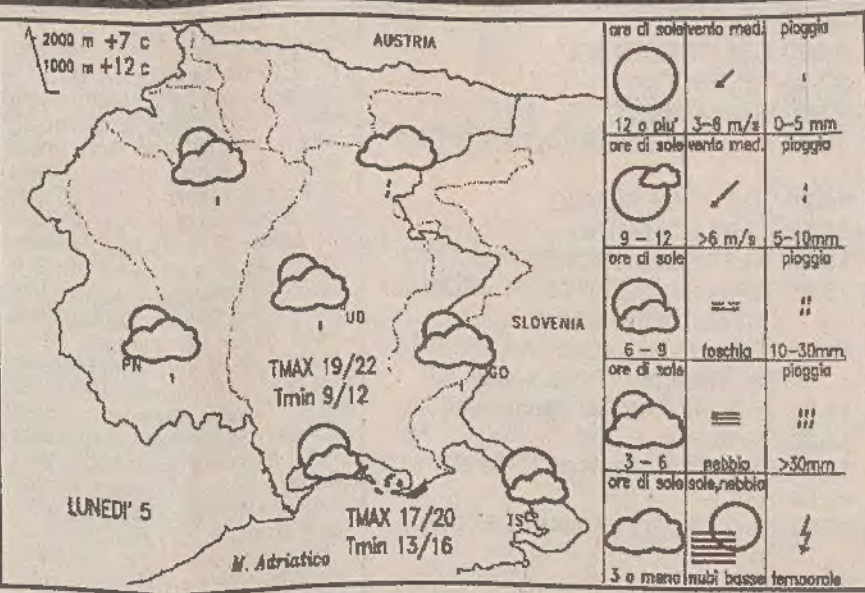 2000 m +7 c
1000 m +12 c
AUSTRIA
UD
PN
SLOVENIA
GO
TMAX 19/22
Tmin 9/12
LUNEDI' 5
TMAX 17/20
Tmin 13/16
TS
M. Adriatico
ore di sole vento med. pioggia
12 o piu' 3-6 m/s 0-5 mm
ore di sole vento med. pioggia
9 - 12 >6 m/s 5-10mm
ore di sole pioggia
6 - 9 foschia 10-30mm
ore di sole pioggia
3 - 6 nebbia >30mm
ore di sole sole,nebbia
3 o meno nubi basse temporale